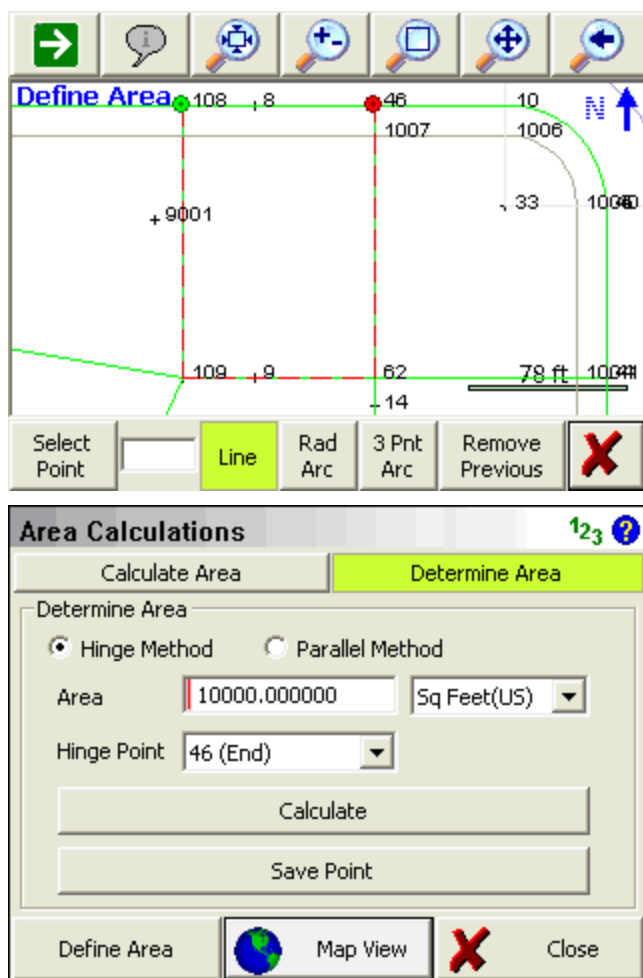 Define Area
108
8
46
10
N
1007
1006
9001
33
109
9
62
78 ft
14
Select Point
Line
Rad Arc
3 Pnt Arc
Remove Previous
Area Calculations
123
?
Calculate Area
Determine Area
Determine Area
Hinge Method
Parallel Method
Area
10000.000000
Sq Feet(US)
Hinge Point
46 (End)
Calculate
Save Point
Define Area
Map View
Close